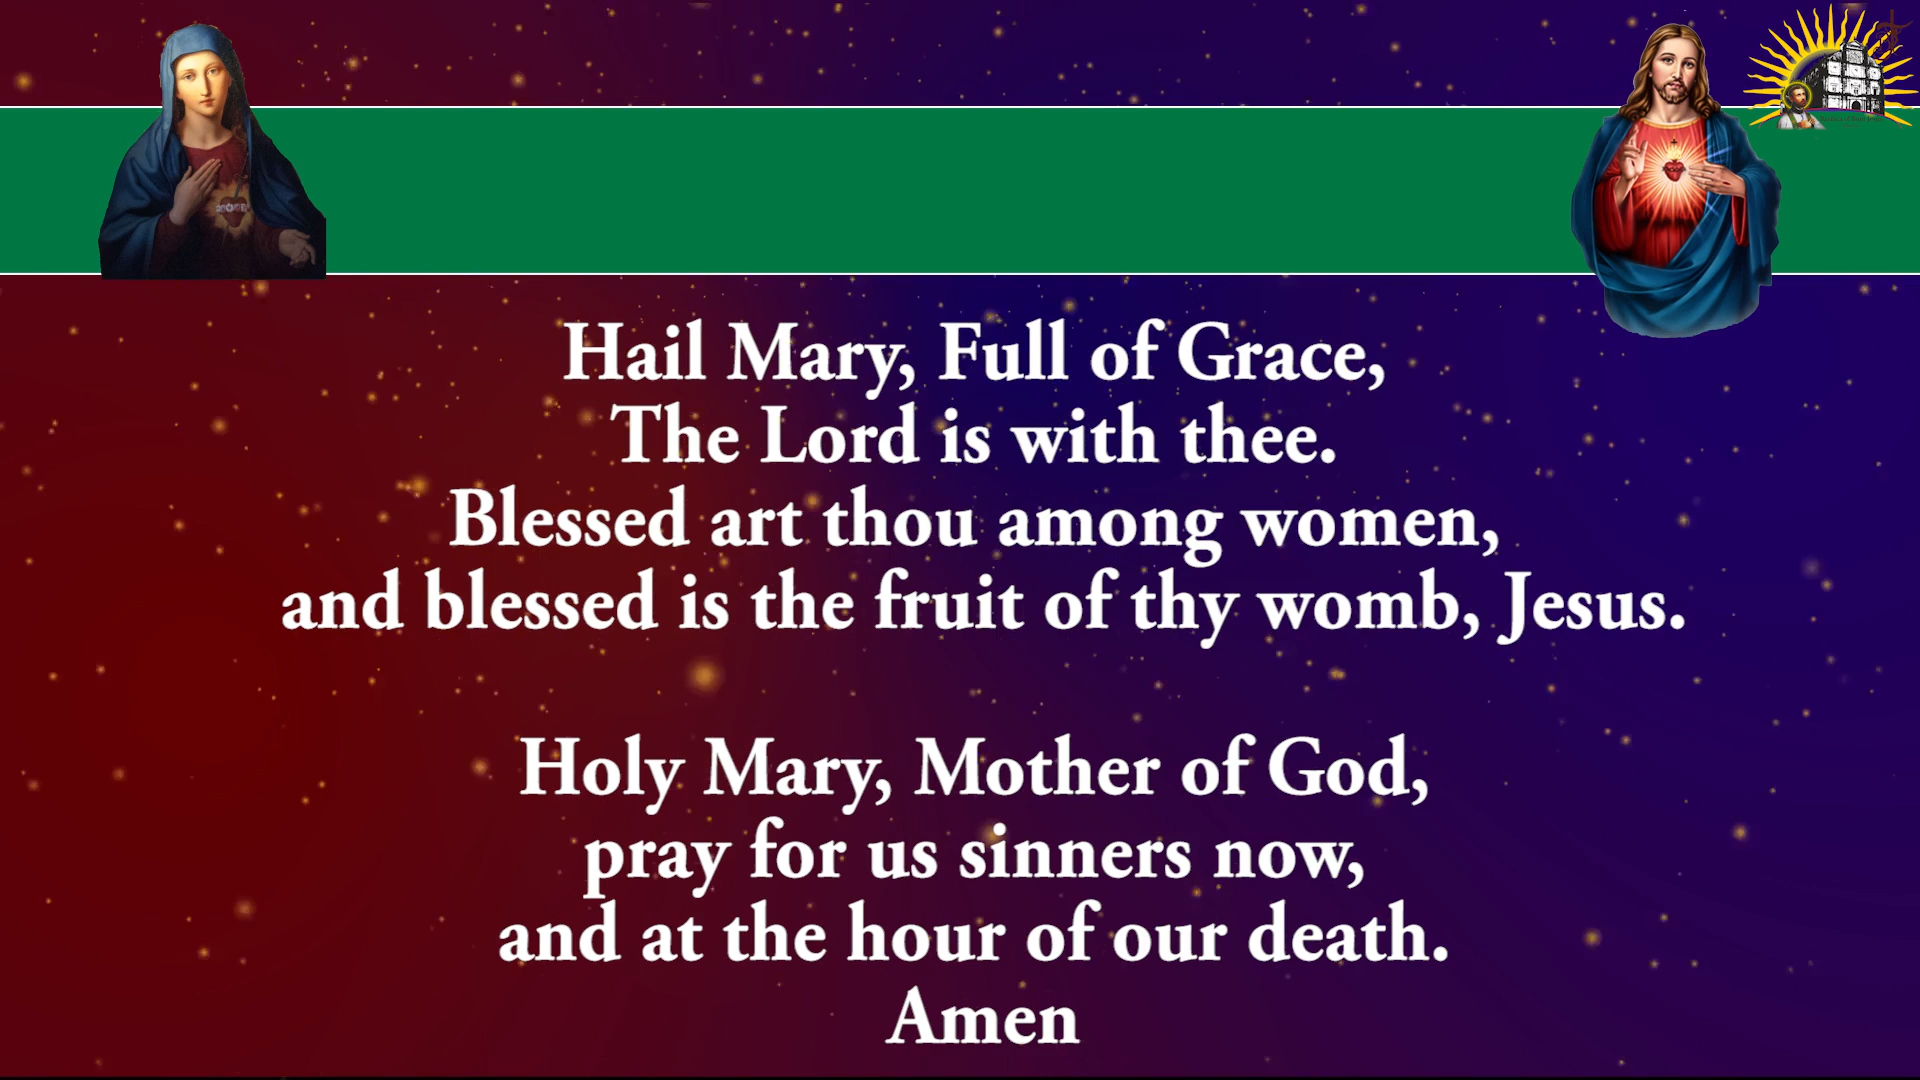 Hail Mary, Full of Grace,
The Lord is with thee.
Blessed art thou among women,
and blessed is the fruit of thy womb, Jesus.
Holy Mary, Mother of God,
pray for us sinners now,
and at the hour of our death.
Amen